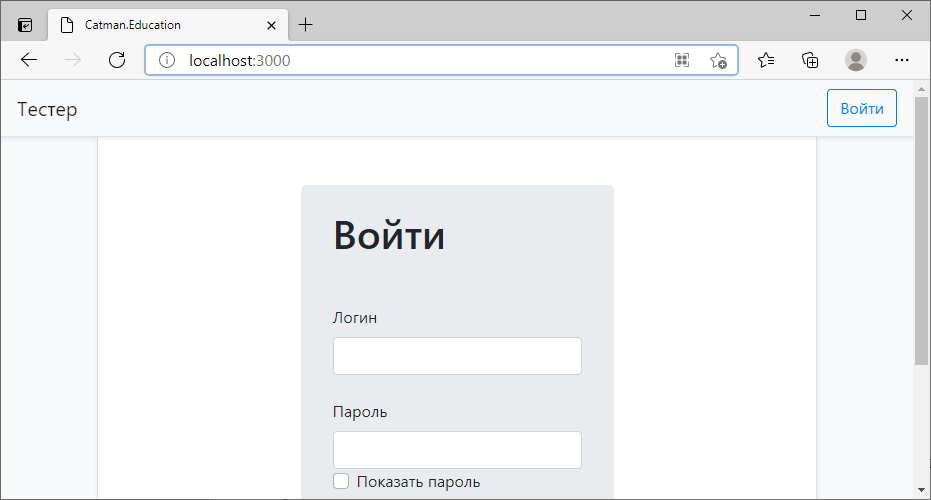 Catman.Education
localhost:3000
Тестер
Войти
Войти
Логин
Пароль
Показать пароль